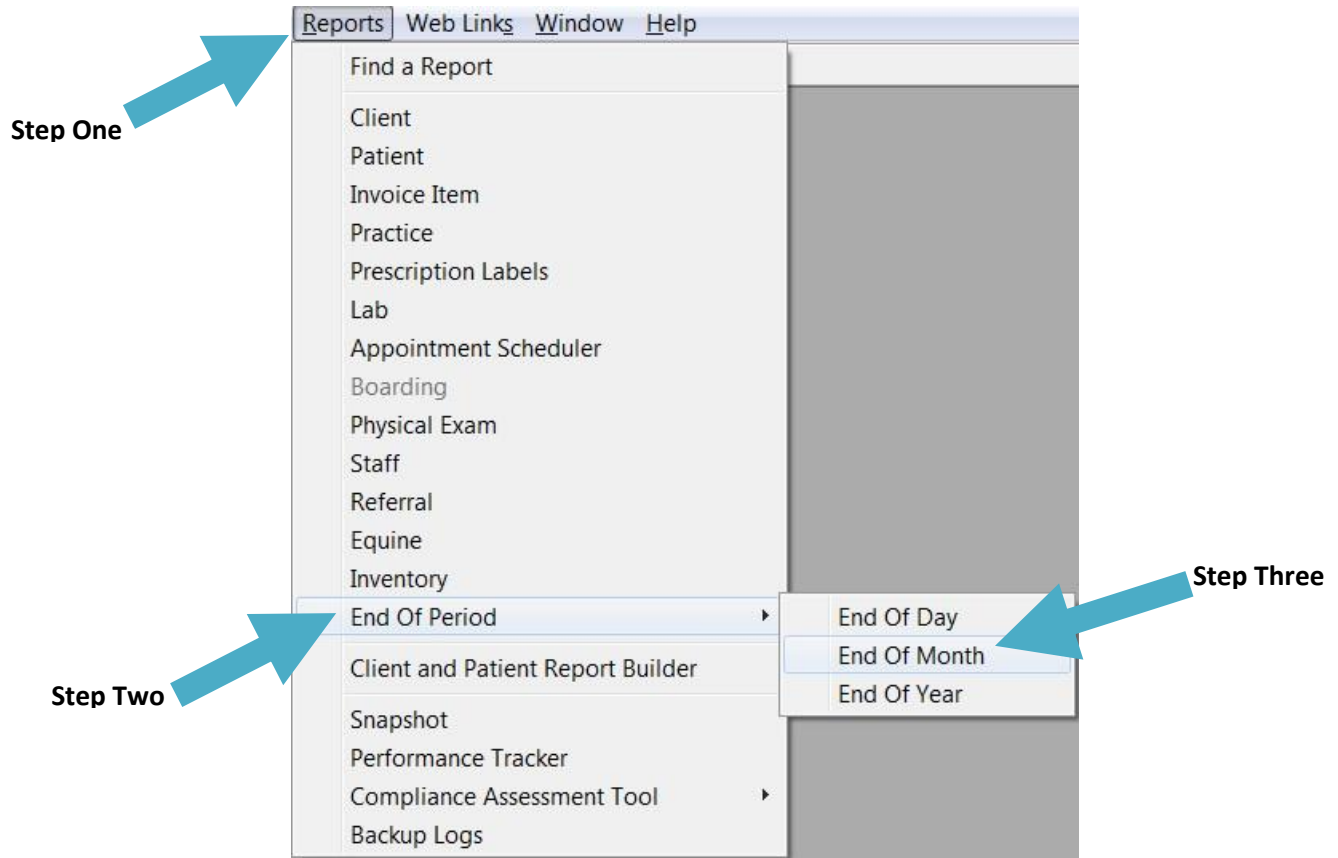 Reports Web Links Window Help
Find a Report
Step One
Client
Patient
Invoice Item
Practice
Prescription Labels
Lab
Appointment Scheduler
Boarding
Physical Exam
Staff
Referral
Equine
Inventory
Step Three
End Of Period
End Of Day
End Of Month
End Of Year
Client and Patient Report Builder
Step Two
Snapshot
Performance Tracker
Compliance Assessment Tool
Backup Logs